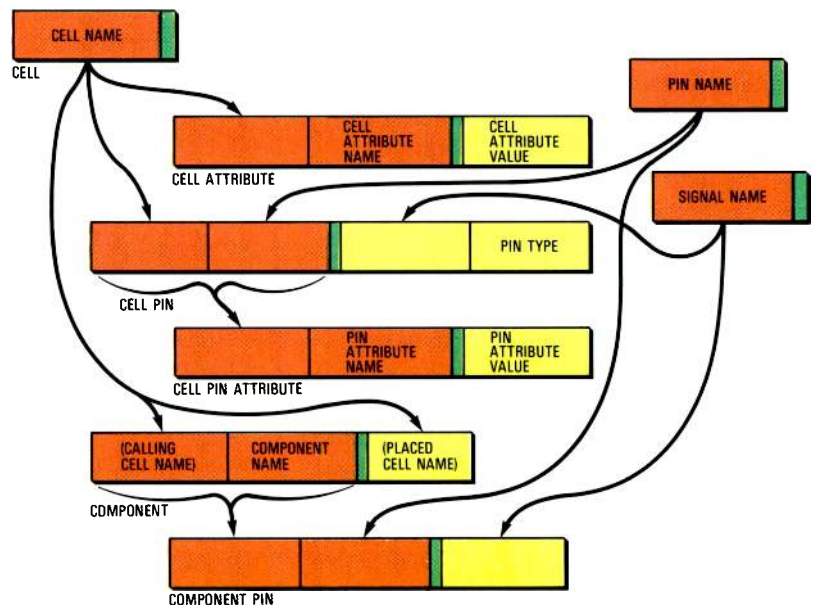 CELL NAME
CELL
PIN NAME
CELL
ATTRIBUTE
NAME
CELL
ATTRIBUTE
VALUE
CELL ATTRIBUTE
SIGNAL NAME
PIN TYPE
CELL PIN
PIN
ATTRIBUTE
NAME
PIN
ATTRIBUTE
VALUE
CELL PIN ATTRIBUTE
(CALLING
CELL NAME)
COMPONENT
NAME
(PLACED
CELL NAME)
COMPONENT
COMPONENT PIN